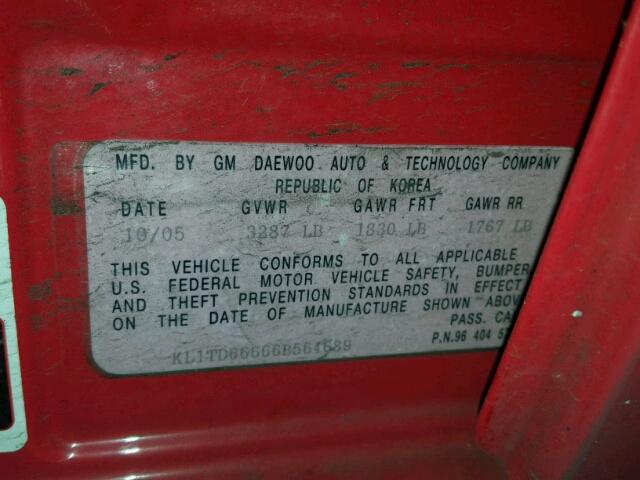 MFD. BY GM DAEWOO AUTO & TECHNOLOGY COMPANY
REPUBLIC OF KOREA
DATE GVWR GAWR FRT GAWR RR
10/05 3287 LB 1830 LB 1767 LB
THIS VEHICLE CONFORMS TO ALL APPLICABLE
U.S. FEDERAL MOTOR VEHICLE SAFETY, BUMPER
AND THEFT PREVENTION STANDARDS IN EFFECT
ON THE DATE OF MANUFACTURE SHOWN
PASS.
KL1TD66666B564689
P.N.96 404